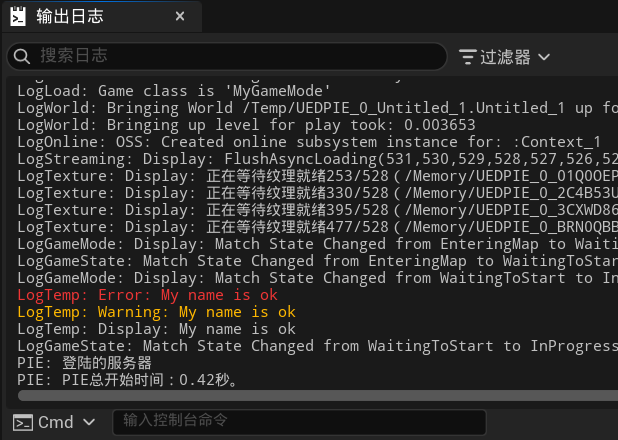 输出日志
搜索日志
过滤器
LogLoad: Game class is 'MyGameMode'
LogWorld: Bringing World /Temp/UEDPIE_0_Untitled_1.Untitled_1 up fo
LogWorld: Bringing up level for play took: 0.003653
LogOnline: OSS: Created online subsystem instance for: :Context_1
LogStreaming: Display: FlushAsyncLoading(531,530,529,528,527,526,52
LogTexture: Display: 正在等待纹理就绪253/528（/Memory/UEDPIE_0_O1QOOEP
LogTexture: Display: 正在等待纹理就绪330/528（/Memory/UEDPIE_0_2C4B53U
LogTexture: Display: 正在等待纹理就绪395/528（/Memory/UEDPIE_0_3CXWD86
LogTexture: Display: 正在等待纹理就绪477/528（/Memory/UEDPIE_0_BRNOQBB
LogGameMode: Display: Match State Changed from EnteringMap to Waiti
LogGameState: Match State Changed from EnteringMap to WaitingToStar
LogGameMode: Display: Match State Changed from WaitingToStart to In
LogTemp: Error: My name is ok
LogTemp: Warning: My name is ok
LogTemp: Display: My name is ok
LogGameState: Match State Changed from WaitingToStart to InProgress
PIE: 登陆的服务器
PIE: PIE总开始时间：0.42秒。
Cmd
输入控制台命令